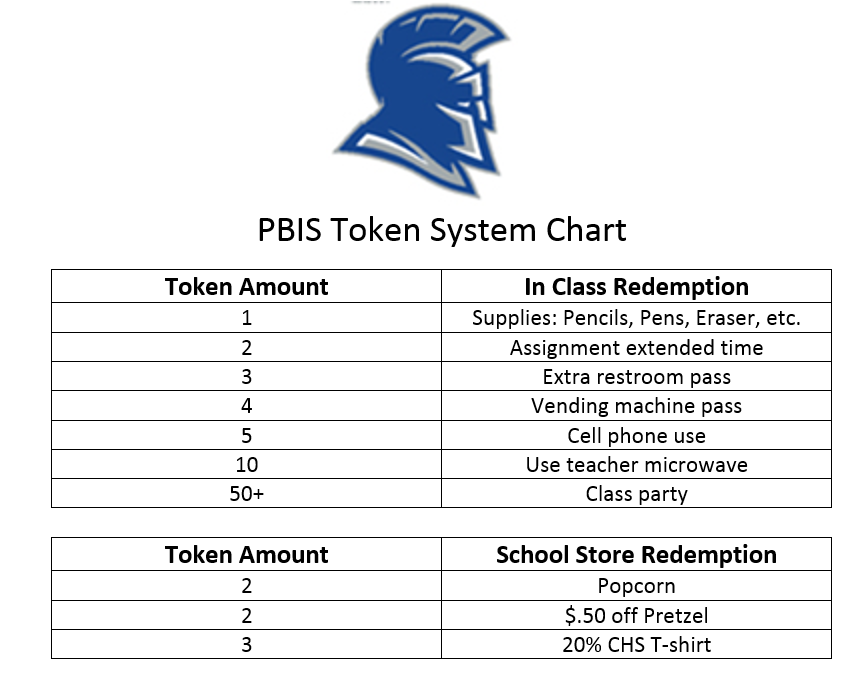 PBIS Token System Chart
Token Amount In Class Redemption
1 Supplies: Pencils, Pens, Eraser, etc.
2 Assignment extended time
3 Extra restroom pass
4 Vending machine pass
5 Cell phone use
10 Use teacher microwave
50+ Class party
Token Amount School Store Redemption
2 Popcorn
2 $.50 off Pretzel
3 20% CHS T-shirt